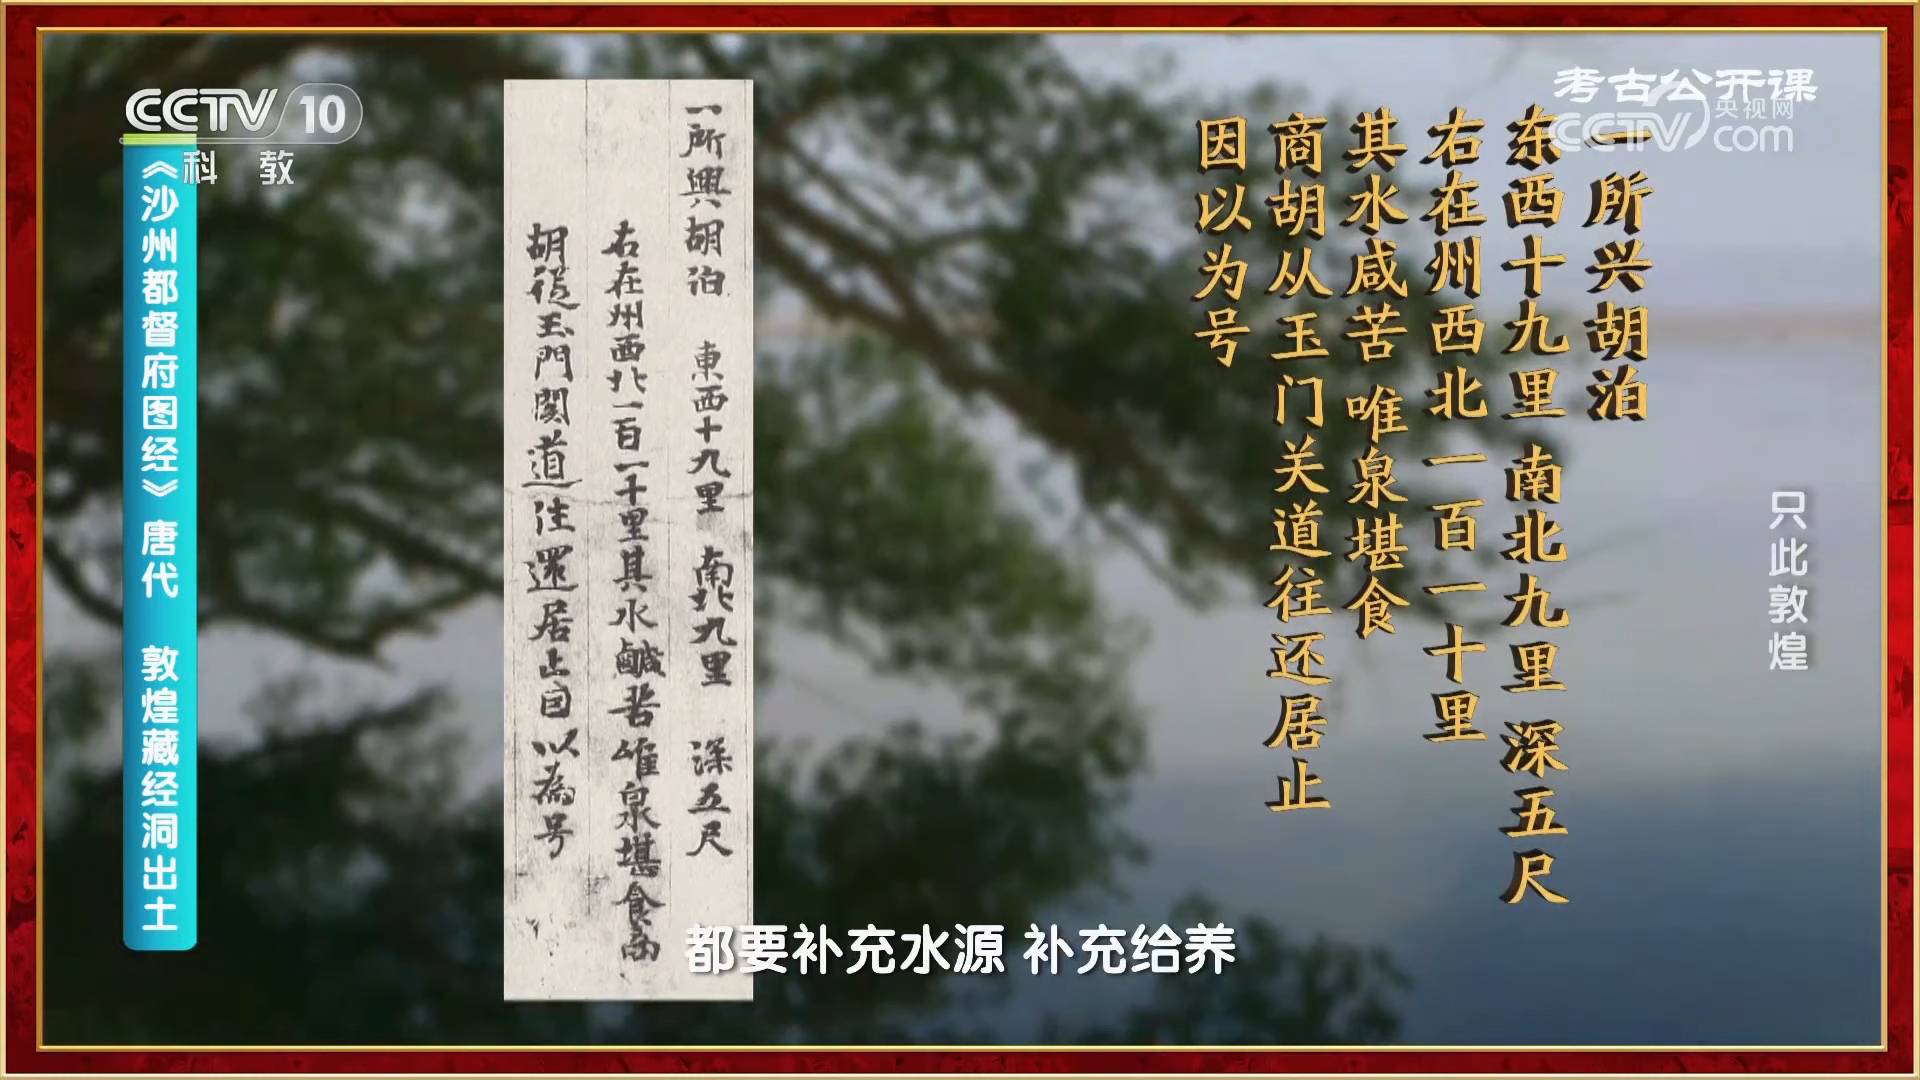 CCTV 10
科 教
考古公开课
央视网
CCTV com
《沙州都督府图经》 唐代 敦煌藏经洞出土
一所興胡泊 東西十九里 南北九里 深五尺
右在州西北一百一十里其水鹹苦唯泉堪食商
胡從玉門関道往還居止因以為号
一所兴胡泊
东西十九里 南北九里 深五尺
右在州西北一百一十里
其水咸苦 唯泉堪食
商胡从玉门关道往还居止
因以为号
只此敦煌
都要补充水源 补充给养